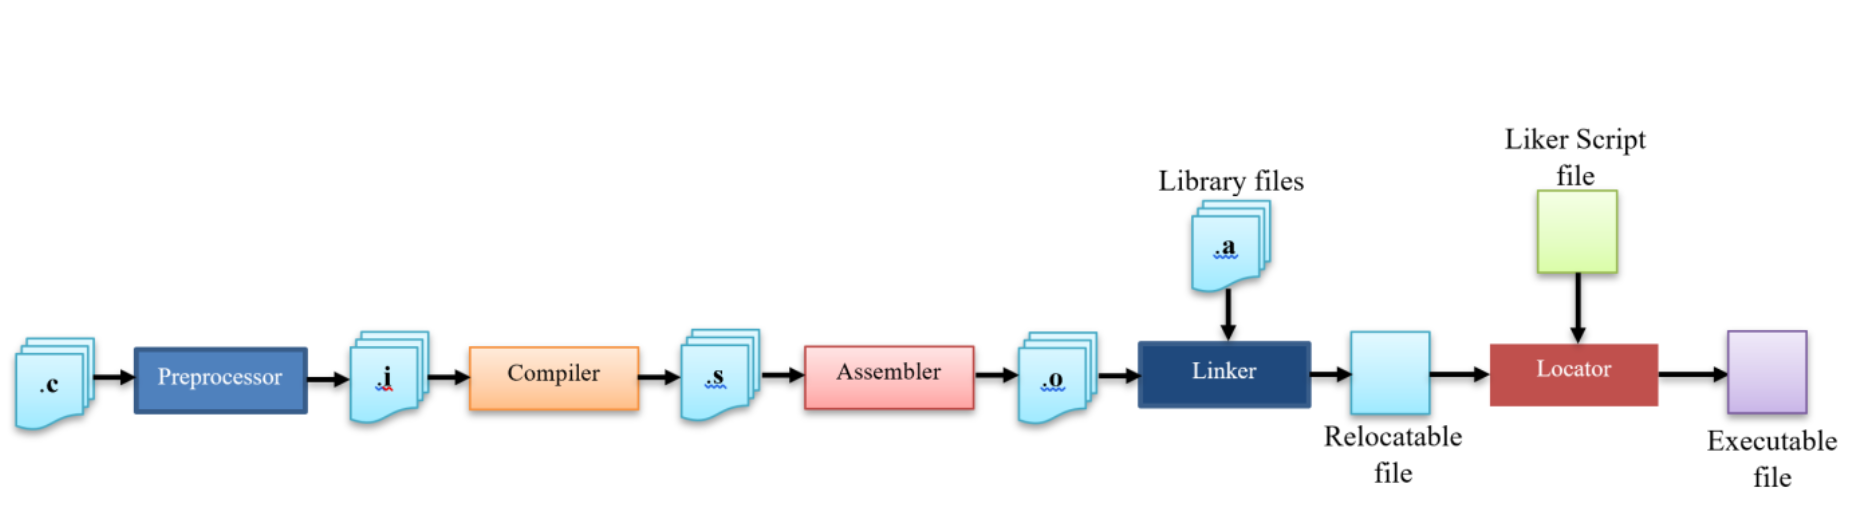 Liker Script
file
Library files
.a
.c
Preprocessor
.i
Compiler
.s
Assembler
.o
Linker
Relocatable
file
Locator
Executable
file